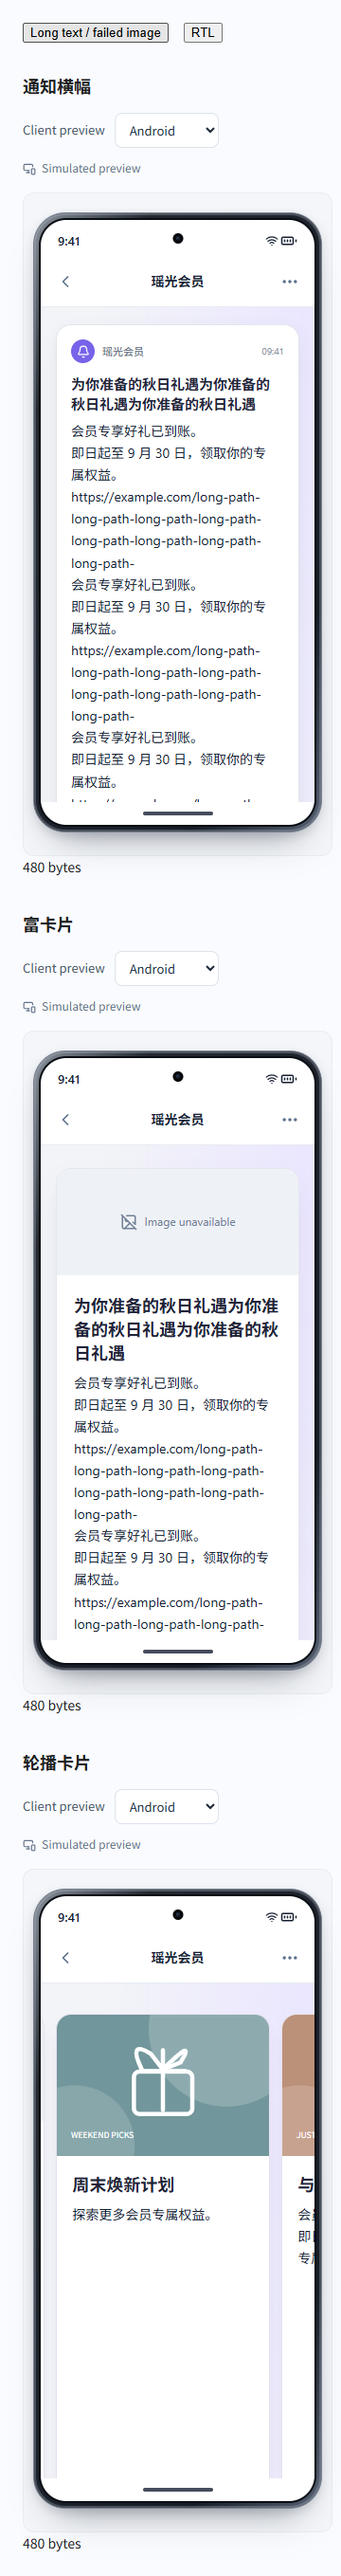 Long text / failed image
RTL
通知横幅
Client preview
Android
Simulated preview
9:41
瑶光会员
瑶光会员
09:41
为你准备的秋日礼遇为你准备的
秋日礼遇为你准备的秋日礼遇
会员专享好礼已到账。
即日起至 9 月 30 日，领取你的专
属权益。
https://example.com/long-path-
long-path-long-path-long-path-
long-path-long-path-long-path-
long-path-
会员专享好礼已到账。
即日起至 9 月 30 日，领取你的专
属权益。
https://example.com/long-path-
long-path-long-path-long-path-
long-path-long-path-long-path-
long-path-
会员专享好礼已到账。
即日起至 9 月 30 日，领取你的专
属权益。
480 bytes
富卡片
Client preview
Android
Simulated preview
9:41
瑶光会员
Image unavailable
为你准备的秋日礼遇为你准
备的秋日礼遇为你准备的秋
日礼遇
会员专享好礼已到账。
即日起至 9 月 30 日，领取你的专
属权益。
https://example.com/long-path-
long-path-long-path-long-path-
long-path-long-path-long-path-
long-path-
会员专享好礼已到账。
即日起至 9 月 30 日，领取你的专
属权益。
https://example.com/long-path-
long-path-long-path-long-path-
480 bytes
轮播卡片
Client preview
Android
Simulated preview
9:41
瑶光会员
WEEKEND PICKS
JUST
周末焕新计划
与
探索更多会员专属权益。
会
即
专
480 bytes